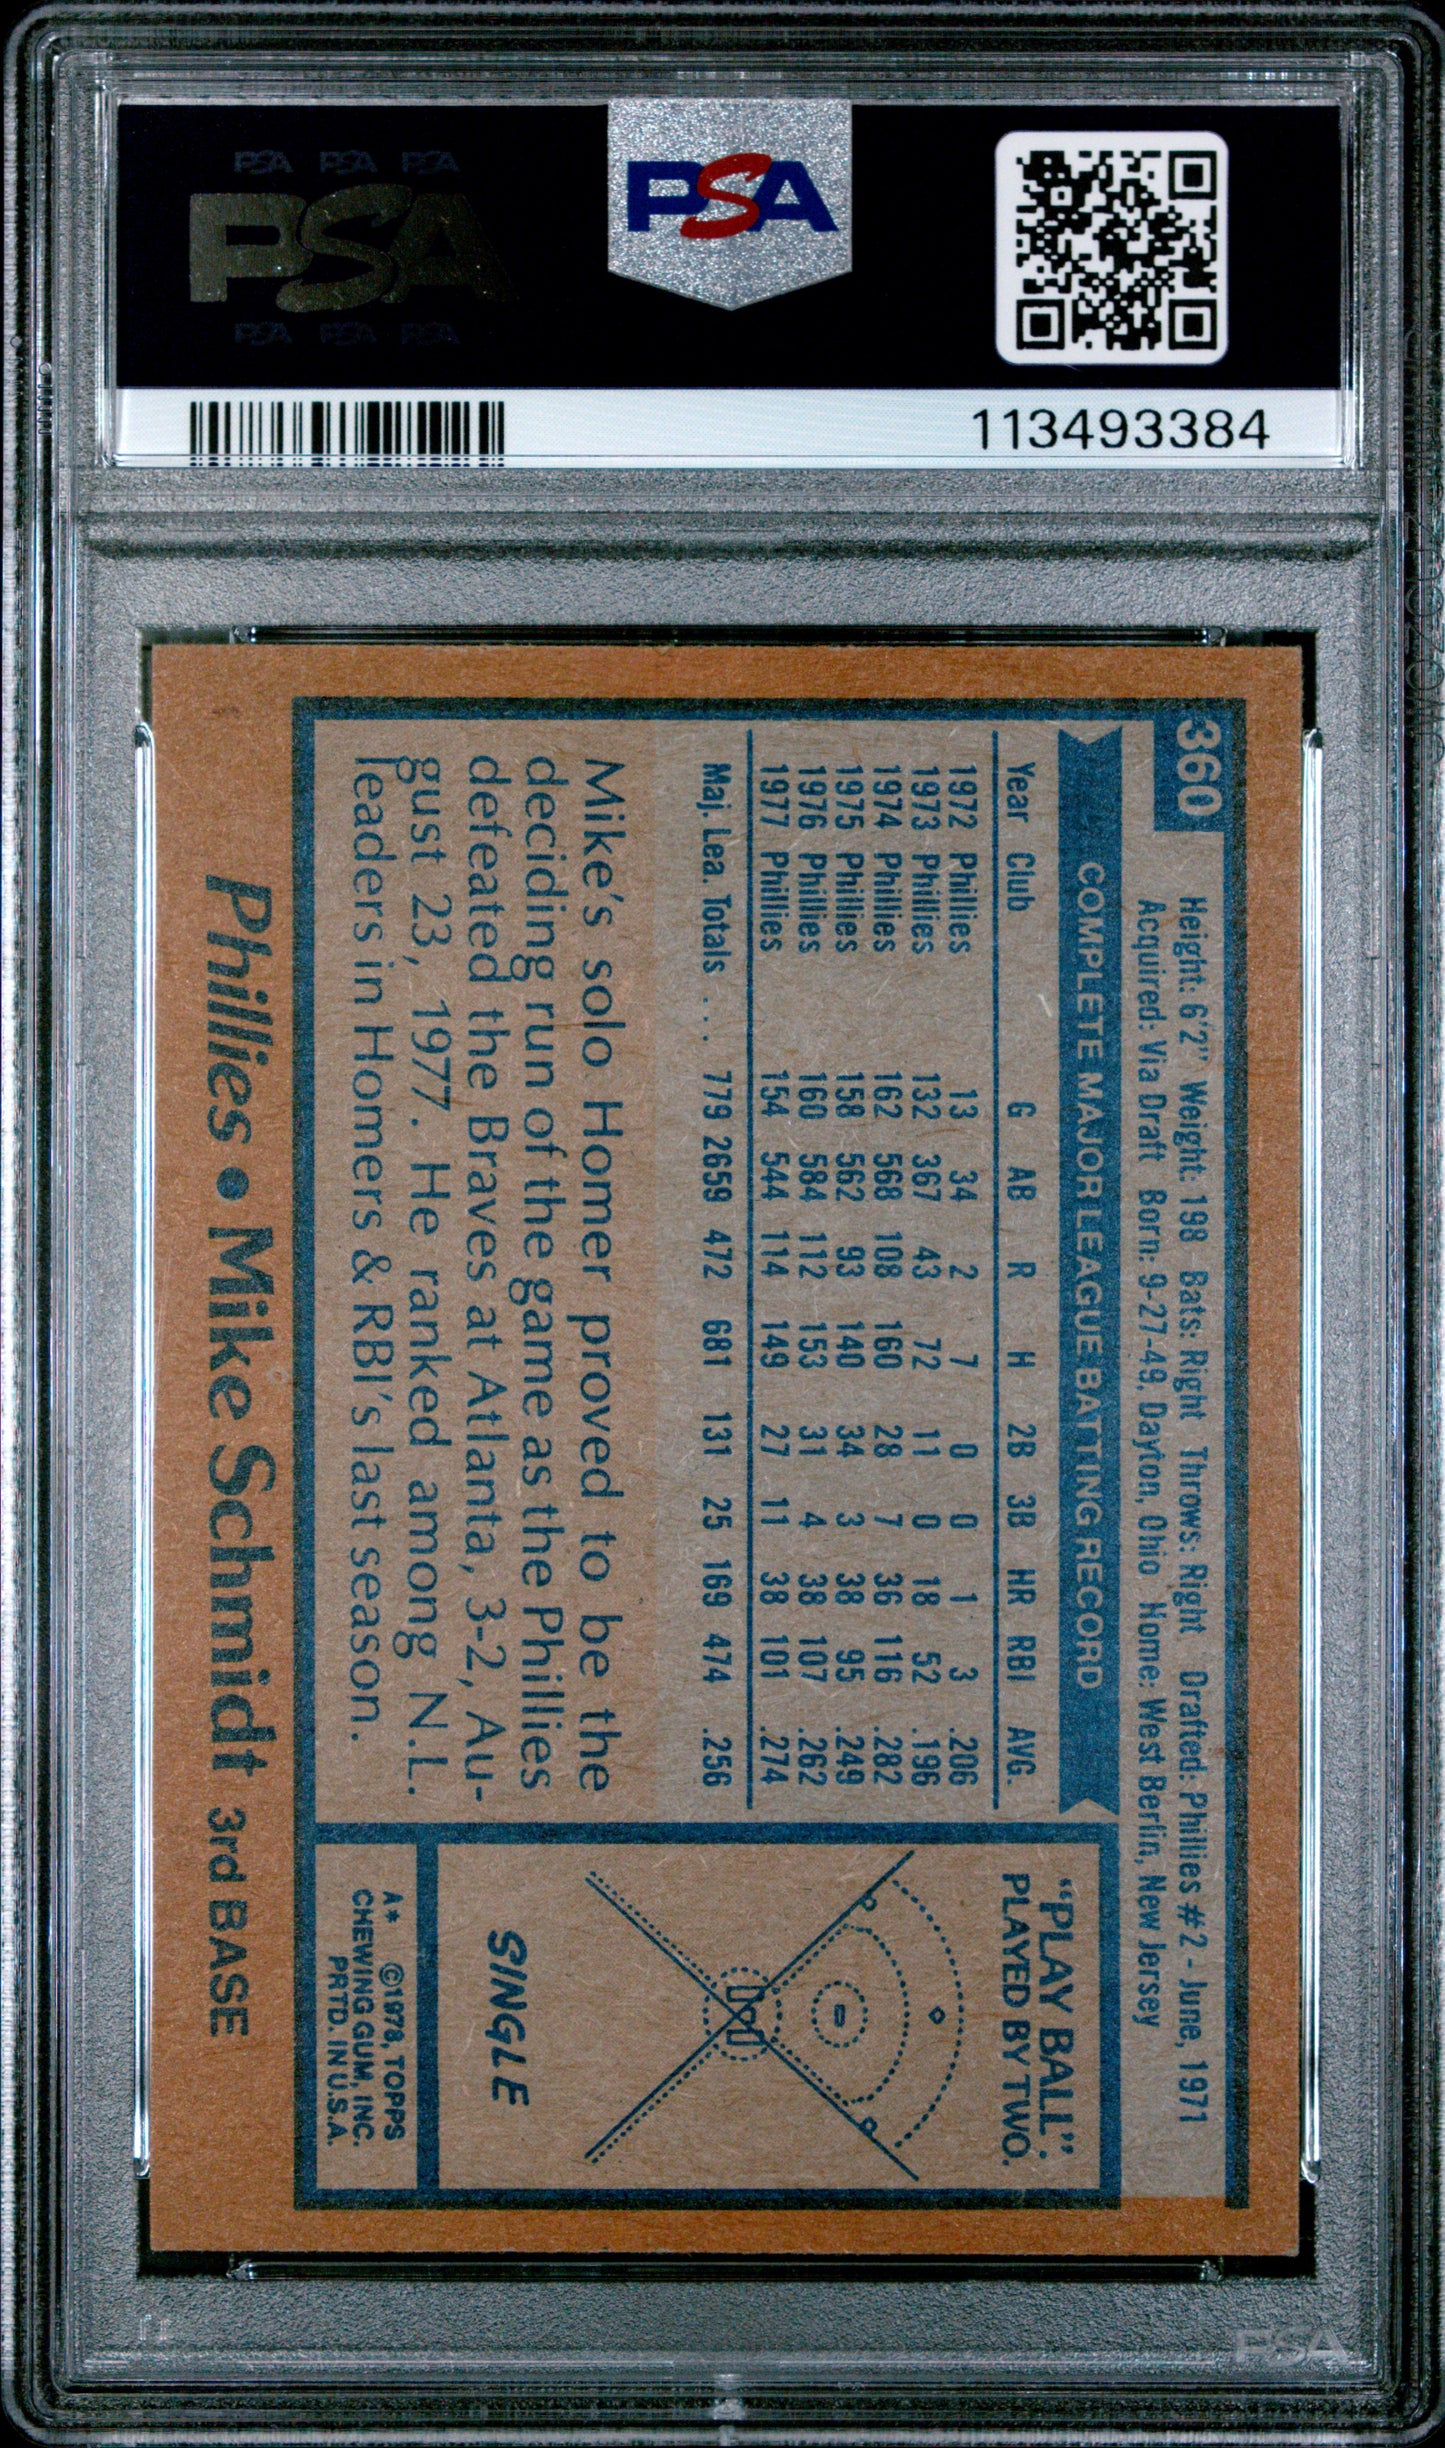 PSA PSA PSA
PSA
PSA PSA PSA
PSA
113493384
360
Height: 6'2" Weight: 198 Bats: Right Throws: Right Drafted: Phillies #2 - June, 1971
Acquired: Via Draft Born: 9-27-49, Dayton, Ohio Home: West Berlin, New Jersey
COMPLETE MAJOR LEAGUE BATTING RECORD
Year Club G AB R H 2B 3B HR RBI AVG.
1972 Phillies 13 34 2 7 0 0 1 3 .206
1973 Phillies 132 367 43 72 11 0 18 52 .196
1974 Phillies 162 568 108 160 28 7 36 116 .282
1975 Phillies 158 562 93 140 34 3 38 95 .249
1976 Phillies 160 584 112 153 31 4 38 107 .262
1977 Phillies 154 544 114 149 27 11 38 101 .274
Maj. Lea. Totals . . . 779 2659 472 681 131 25 169 474 .256
Mike's solo Homer proved to be the
deciding run of the game as the Phillies
defeated the Braves at Atlanta, 3-2, Au-
gust 23, 1977. He ranked among N.L.
leaders in Homers & RBI's last season.
"PLAY BALL":
PLAYED BY TWO.
SINGLE
A* ©1978, TOPPS
CHEWING GUM, INC.
PRTD. IN U.S.A.
Phillies • Mike Schmidt 3rd BASE
PSA